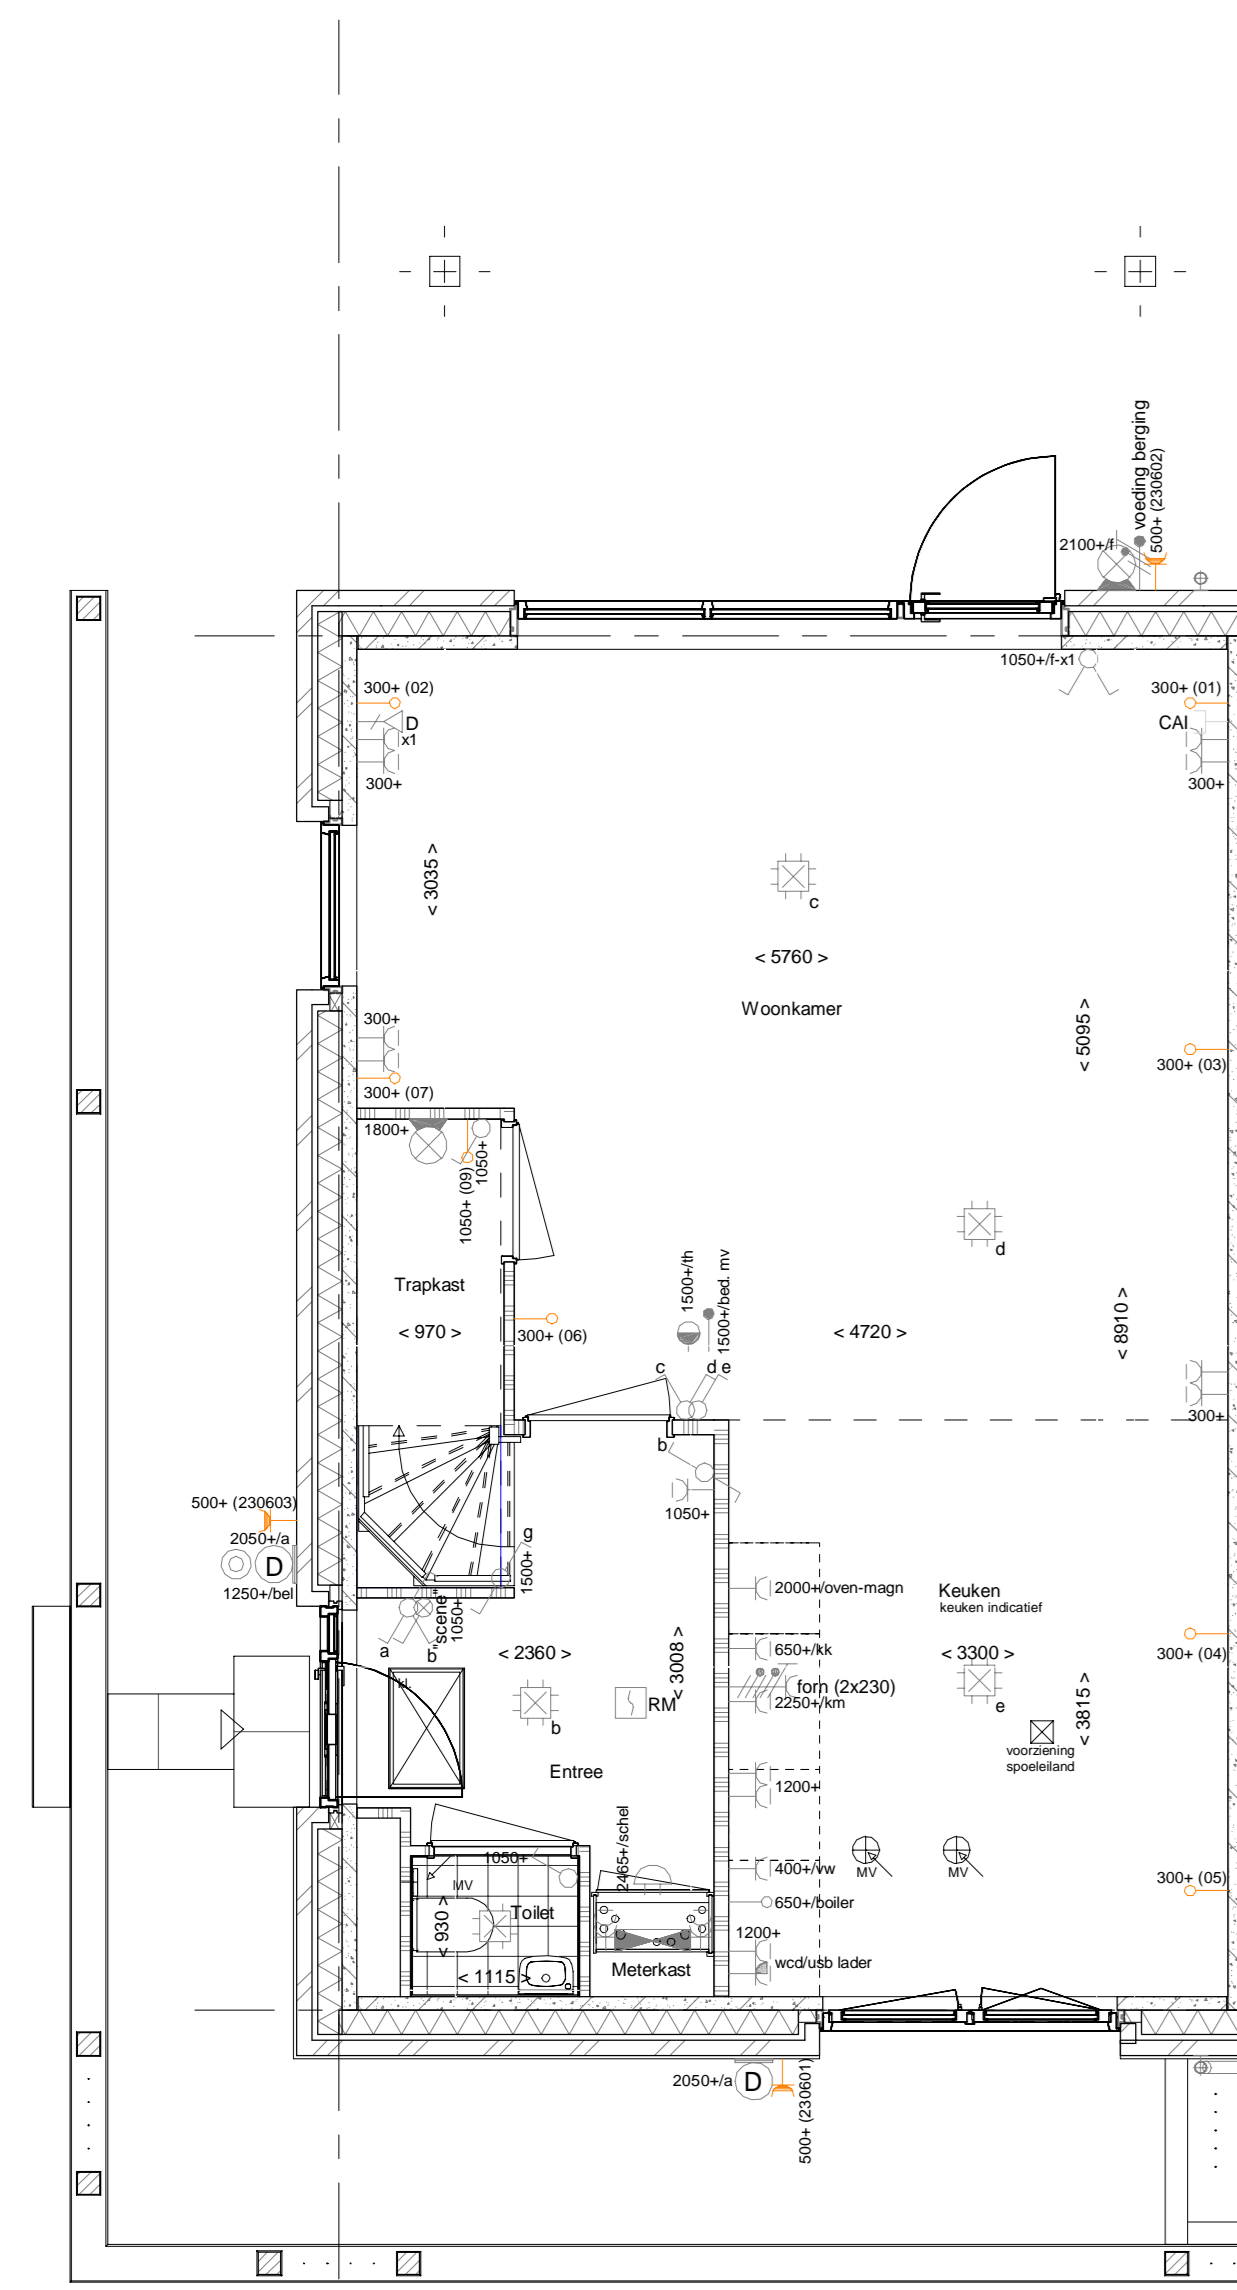 voeding berging
500+ (230602)
2100+/f
1050+/f-x1
300+ (02)
300+ (01)
D
x1
CAI
300+
300+
< 3035 >
c
< 5760 >
Woonkamer
300+
< 5095 >
300+ (03)
300+ (07)
1800+
1050+
1050+ (09)
d
Trapkast
1500+/th
1500+/bed. mv
< 970 >
300+ (06)
< 4720 >
< 8910 >
c
d e
300+
b
500+ (230603)
1050+
2050+/a
D
1250+/bel
g
1500+
2000+/oven-magn
Keuken
keuken indicatief
"scene"
1050+
a
b
< 2360 >
< 3008 >
650+/kk
< 3300 >
300+ (04)
kl.
forn (2x230)
RM
2250+/km
b
e
< 3815 >
voorziening
spoeleiland
Entree
1200+
2465+/schel
1050+
MV
400+/vw
MV
MV
300+ (05)
< 930 >
Toilet
650+/boiler
1200+
wcd/usb lader
< 1115 >
Meterkast
2050+/a
D
500+ (230601)